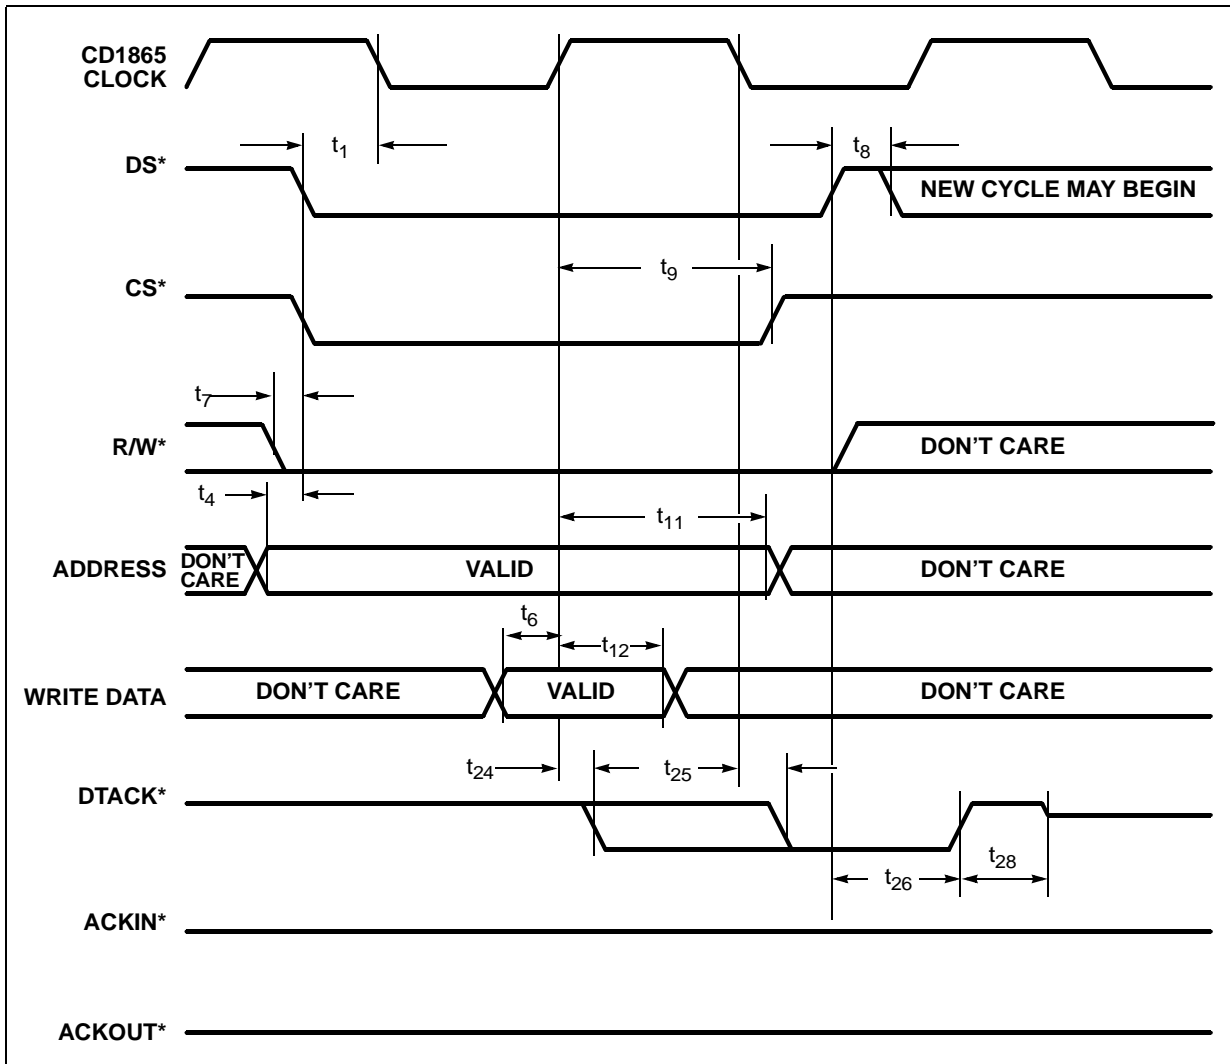 CD1865
CLOCK
t1
t8
DS*
NEW CYCLE MAY BEGIN
t9
CS*
t7
R/W*
DON'T CARE
t4
t11
DON'T
CARE
ADDRESS
VALID
DON'T CARE
t6
t12
WRITE DATA
DON'T CARE
VALID
DON'T CARE
t24
t25
DTACK*
t26
t28
ACKIN*
ACKOUT*